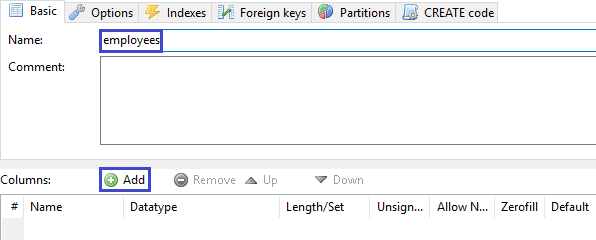 Basic Options Indexes Foreign keys Partitions CREATE code
Name: employees
Comment:
Columns: Add Remove Up Down
# Name Datatype Length/Set Unsign... Allow N... Zerofill Default